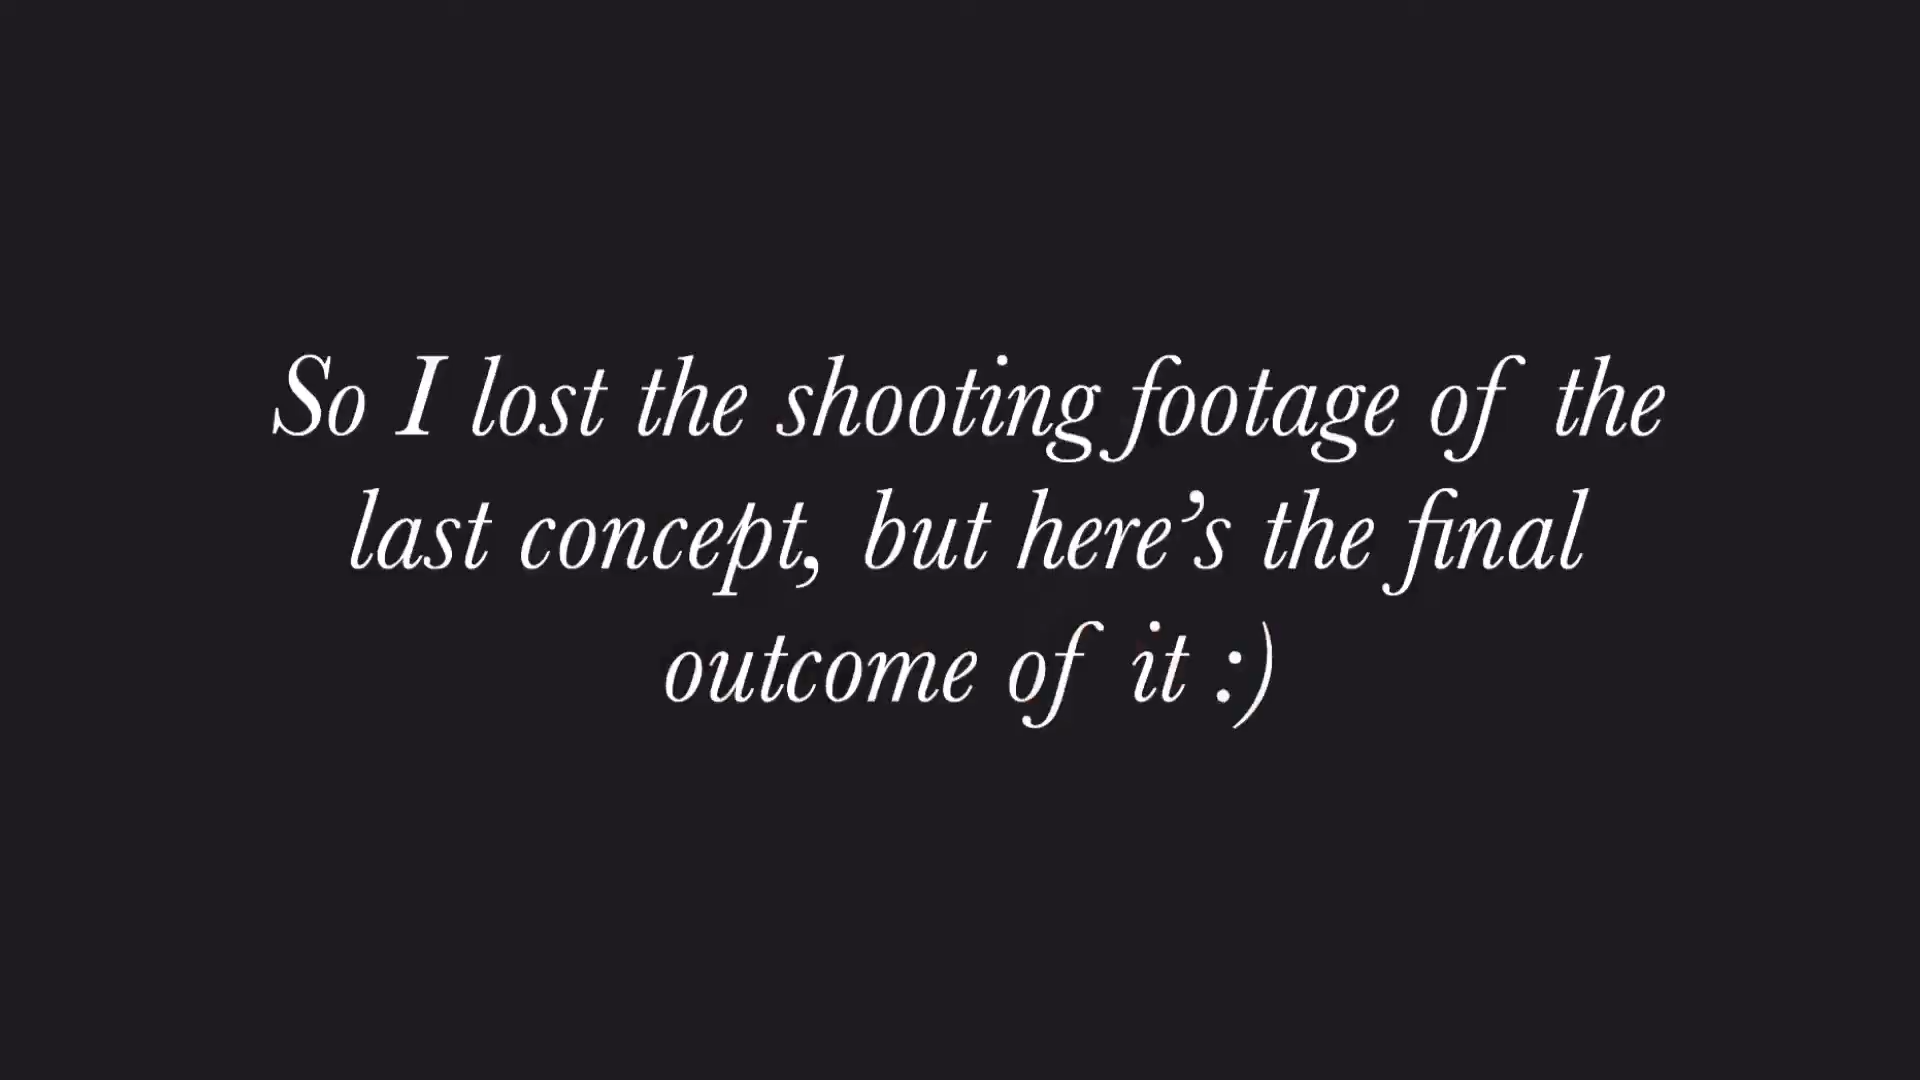 So I lost the shooting footage of the
last concept, but here’s the final
outcome of it :)